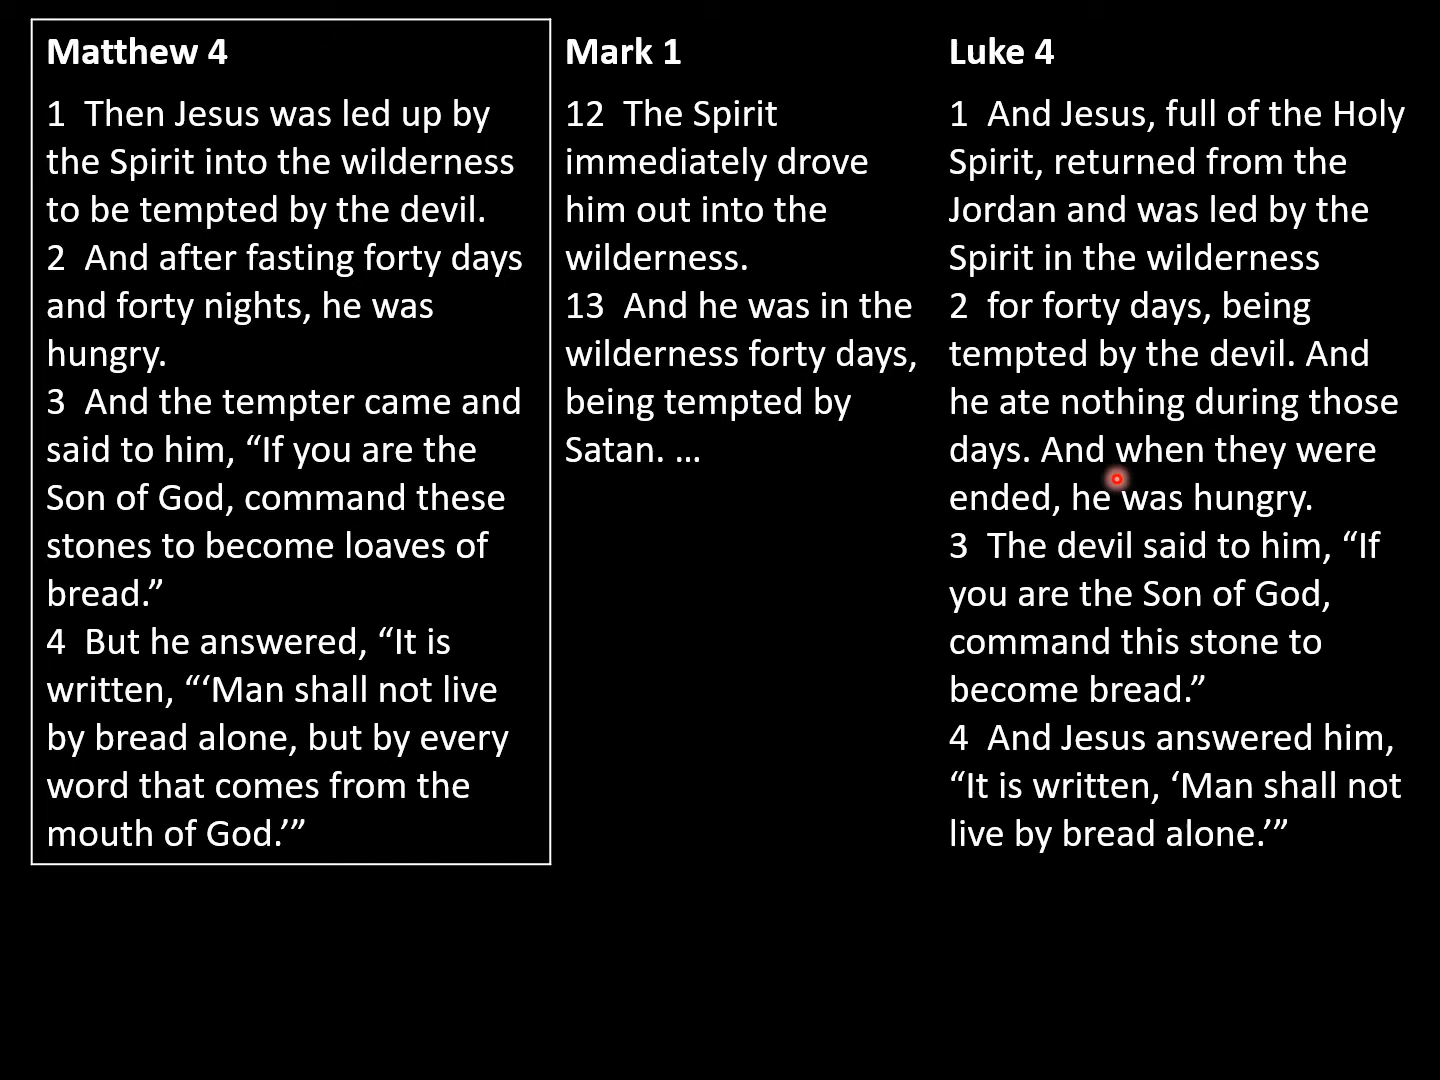 Matthew 4
1 Then Jesus was led up by
the Spirit into the wilderness
to be tempted by the devil.
2 And after fasting forty days
and forty nights, he was
hungry.
3 And the tempter came and
said to him, “If you are the
Son of God, command these
stones to become loaves of
bread.”
4 But he answered, “It is
written, “‘Man shall not live
by bread alone, but by every
word that comes from the
mouth of God.’”
Mark 1
12 The Spirit
immediately drove
him out into the
wilderness.
13 And he was in the
wilderness forty days,
being tempted by
Satan. ...
Luke 4
1 And Jesus, full of the Holy
Spirit, returned from the
Jordan and was led by the
Spirit in the wilderness
2 for forty days, being
tempted by the devil. And
he ate nothing during those
days. And when they were
ended, he was hungry.
3 The devil said to him, “If
you are the Son of God,
command this stone to
become bread.”
4 And Jesus answered him,
“It is written, ‘Man shall not
live by bread alone.’”